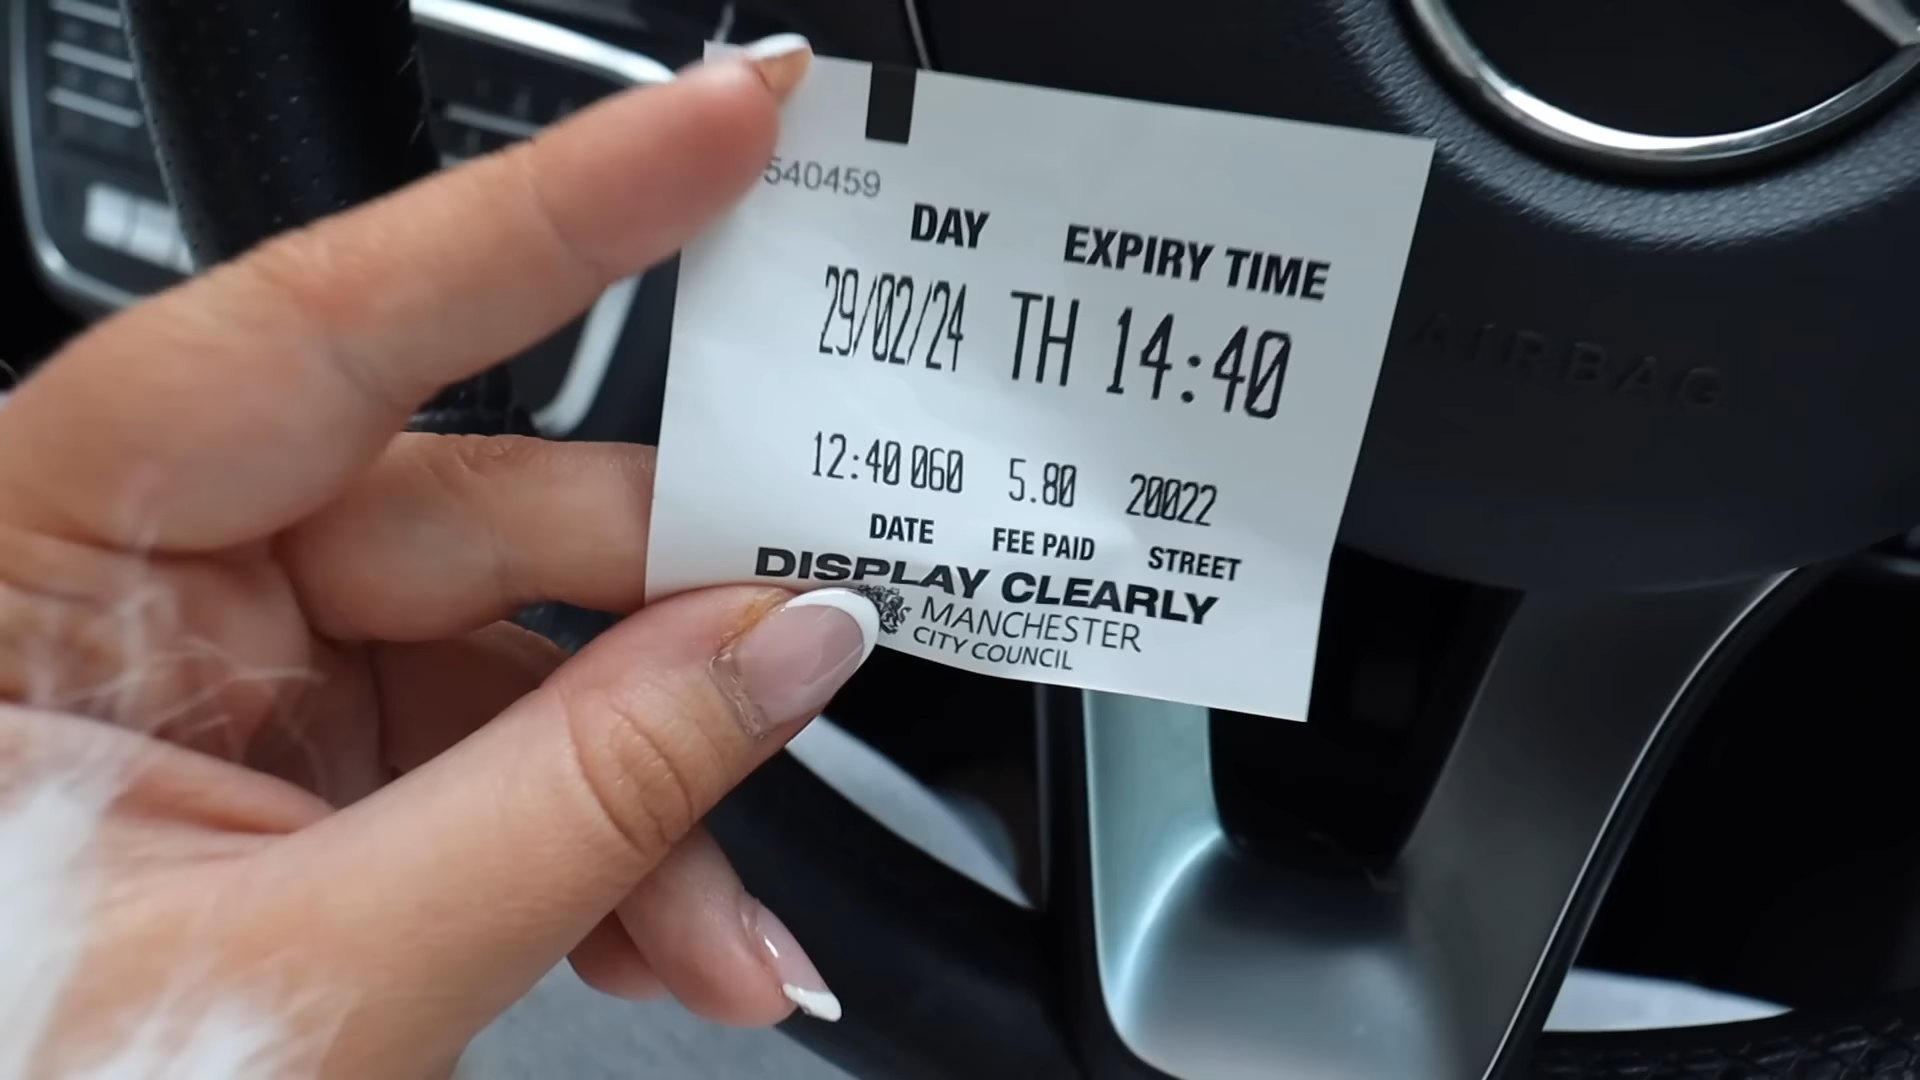 540459
DAY EXPIRY TIME
29/02/24 TH 14:40
12:40 060 5.80 20022
DATE FEE PAID STREET
DISPLAY CLEARLY
MANCHESTER
CITY COUNCIL
AIRBAG